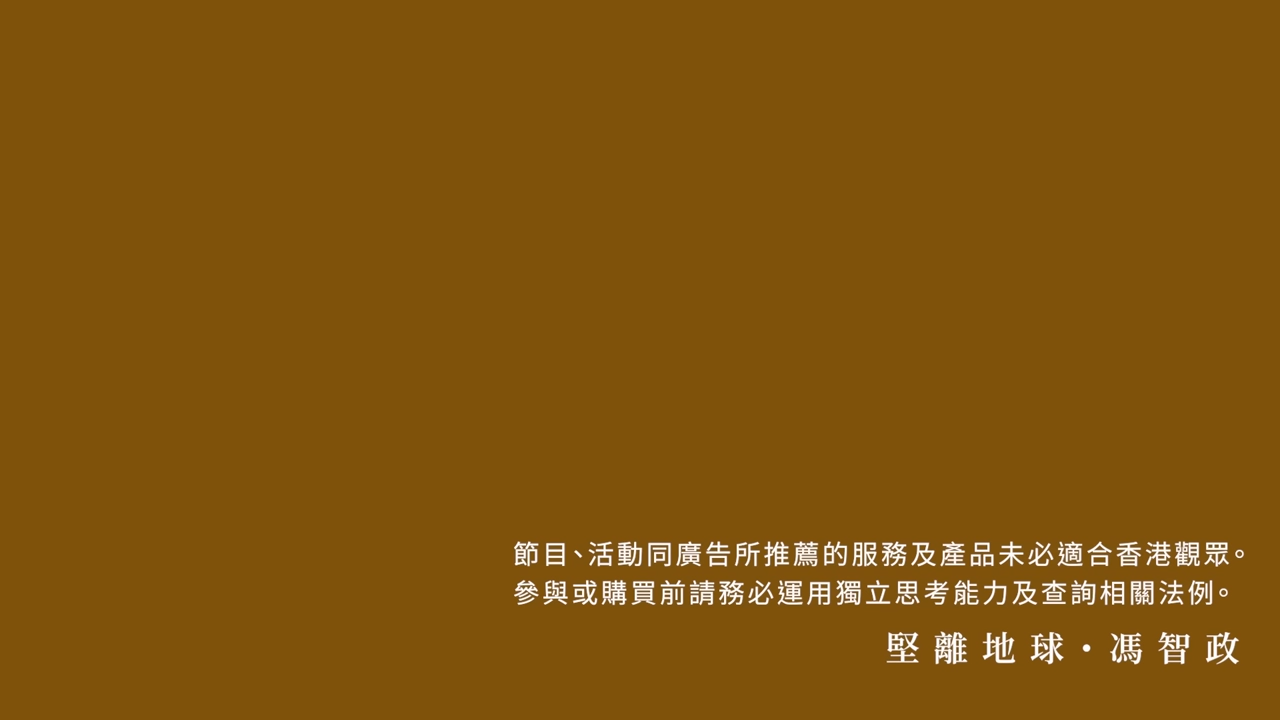 節目、活動同廣告所推薦的服務及產品未必適合香港觀眾。
參與或購買前請務必運用獨立思考能力及查詢相關法例。
堅離地球・馮智政